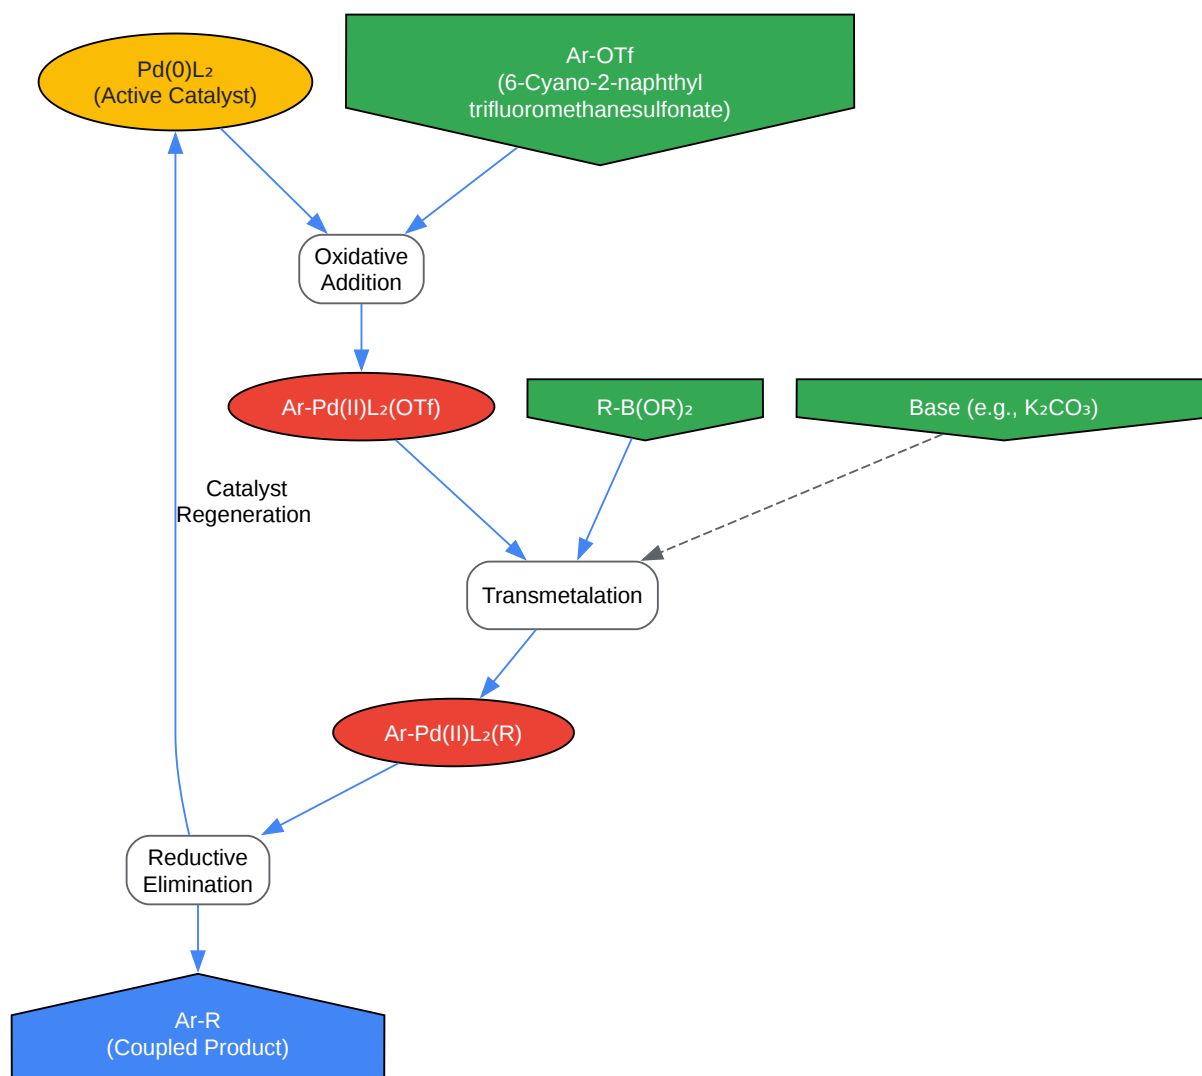 Pd(0)L₂
(Active Catalyst)
Ar-OTf
(6-Cyano-2-naphthyl
trifluoromethanesulfonate)
Oxidative
Addition
Ar-Pd(II)L₂(OTf)
R-B(OR)₂
Base (e.g., K₂CO₃)
Catalyst
Regeneration
Transmetalation
Ar-Pd(II)L₂(R)
Reductive
Elimination
Ar-R
(Coupled Product)